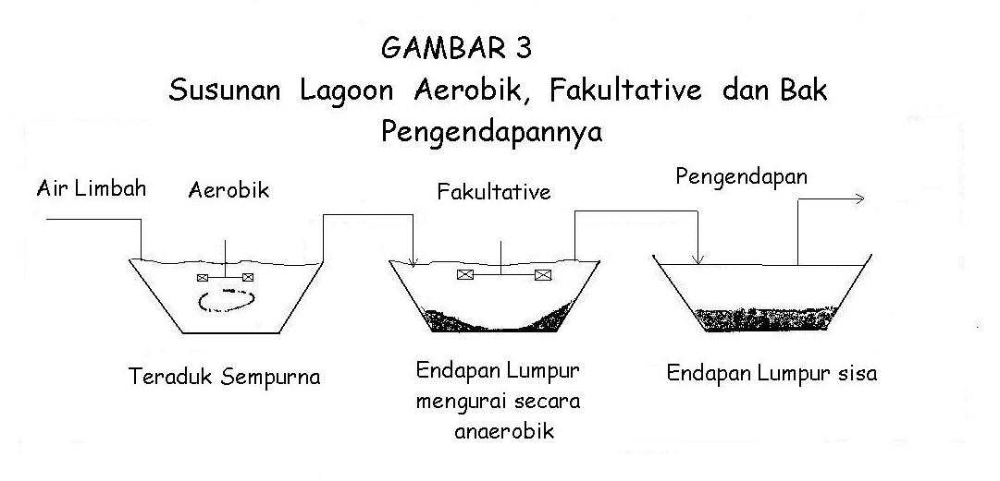 GAMBAR 3
Susunan Lagoon Aerobik, Fakultative dan Bak
Pengendapannya
Air Limbah
Aerobik
Fakultative
Pengendapan
Teraduk Sempurna
Endapan Lumpur
mengurai secara
anaerobik
Endapan Lumpur sisa